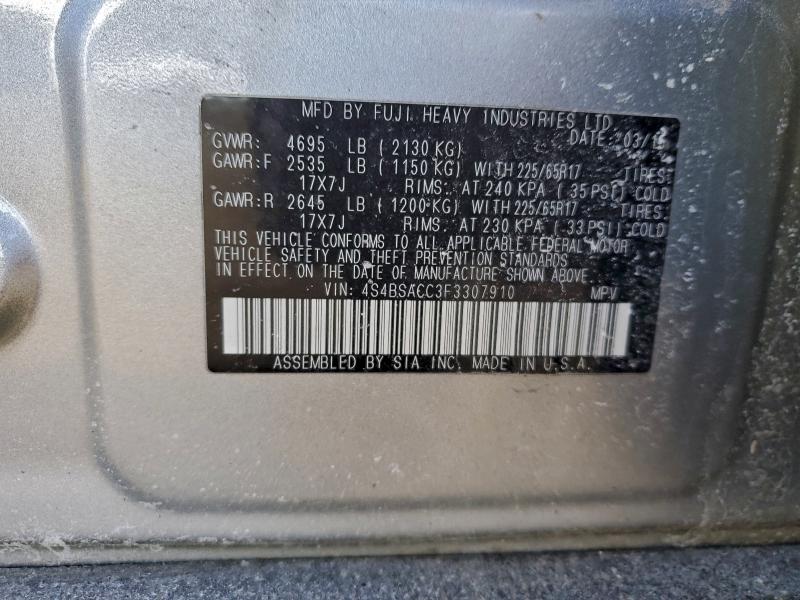 MFD BY FUJI HEAVY INDUSTRIES LTD.
DATE: 03/15
GVWR: 4695 LB (2130 KG)
GAWR:F 2535 LB (1150 KG) WITH 225/65R17 TIRES
17X7J RIMS: AT 240 KPA (35 PSI) COLD
GAWR:R 2645 LB (1200 KG) WITH 225/65R17 TIRES
17X7J RIMS: AT 230 KPA (33 PSI) COLD
THIS VEHICLE CONFORMS TO ALL APPLICABLE FEDERAL MOTOR
VEHICLE SAFETY AND THEFT PREVENTION STANDARDS
IN EFFECT ON THE DATE OF MANUFACTURE SHOWN ABOVE
VIN: 4S4BSACC3F3307910 MPV
ASSEMBLED BY SIA INC. MADE IN U.S.A.